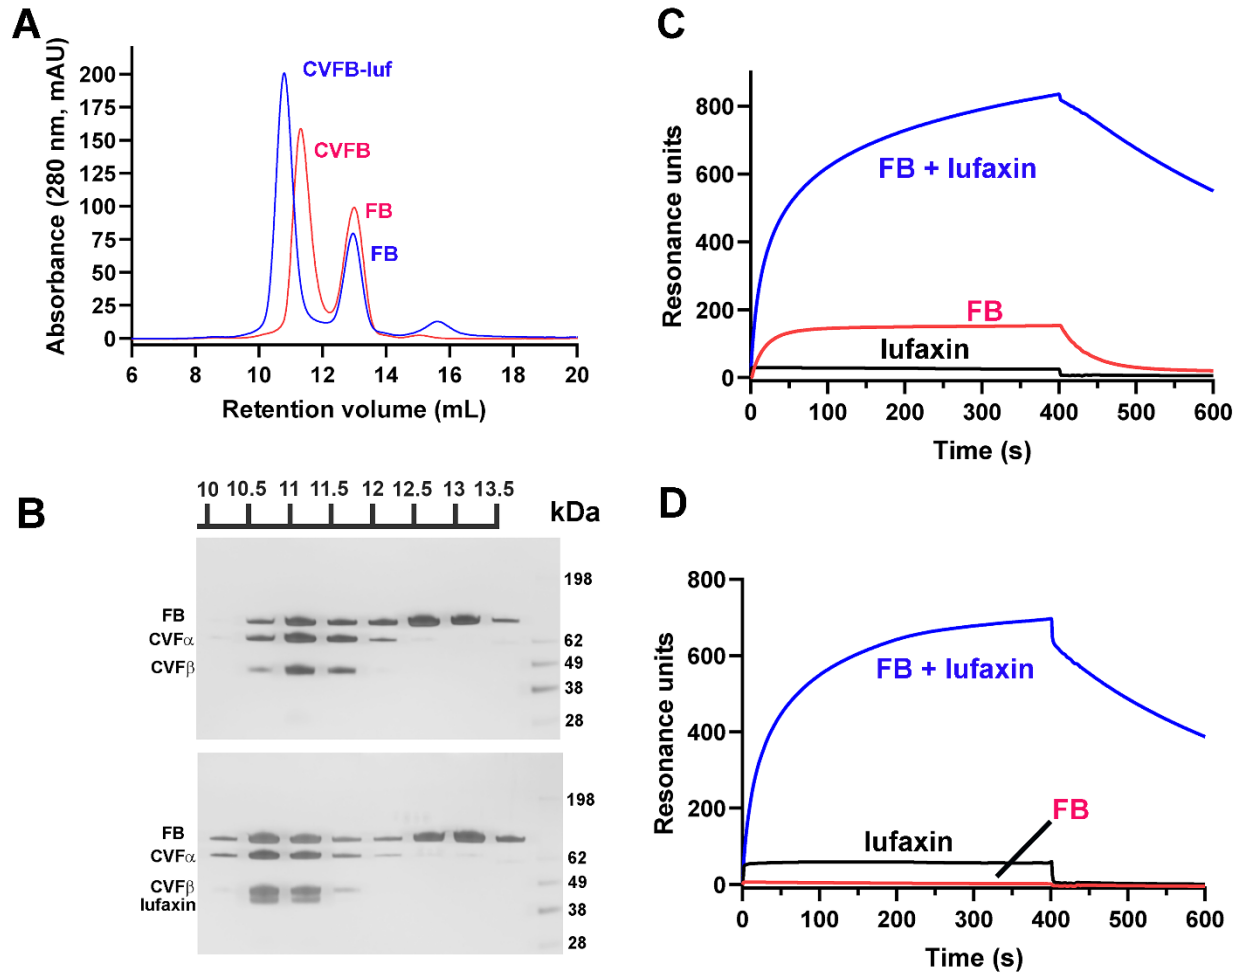 A
Absorbance (280 nm, mAU)
200
175
150
125
100
75
50
25
0
CVFB-luf
CVFB
FB
FB
6 8 10 12 14 16 18 20
Retention volume (mL)
B
10 10.5 11 11.5 12 12.5 13 13.5
kDa
198
FB
CVFα
62
CVFβ
49
38
28
198
FB
CVFα
62
CVFβ
49
lufaxin
38
28
C
Resonance units
800
600
400
200
0
FB + lufaxin
FB
lufaxin
0 100 200 300 400 500 600
Time (s)
D
Resonance units
800
600
400
200
0
FB + lufaxin
FB
lufaxin
0 100 200 300 400 500 600
Time (s)